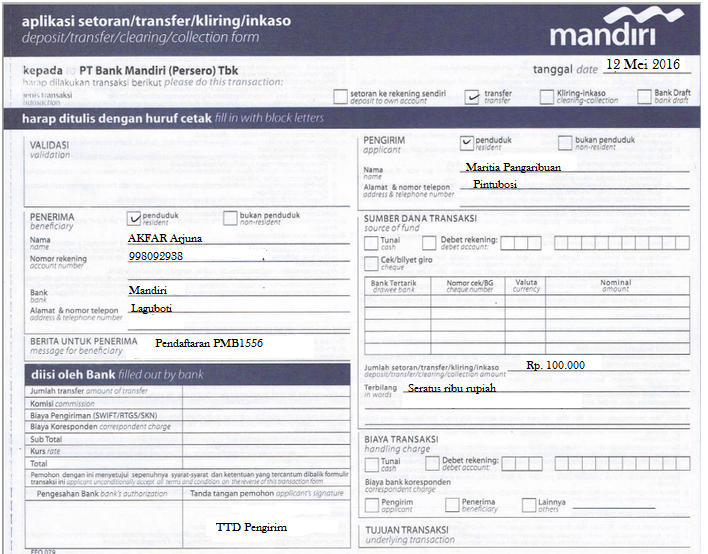 aplikasi setoran/transfer/kliring/inkaso
deposit/transfer/clearing/collection form
mandiri
kepada to PT Bank Mandiri (Persero) Tbk
tanggal date 12 Mei 2016
harap dilakukan transaksi berikut please do this transaction:
jenis transaksi
transaction
setoran ke rekening sendiri
deposit to own account
transfer
transfer
Kliring-inkaso
clearing-collection
Bank Draft
bank draft
harap ditulis dengan huruf cetak fill in with block letters
VALIDASI
validation
PENERIMA
beneficiary
penduduk
resident
bukan penduduk
non-resident
Nama
name
AKFAR Arjuna
Nomor rekening
account number
998092938
Bank
bank
Mandiri
Alamat & nomor telepon
address & telephone number
Laguboti
BERITA UNTUK PENERIMA
message for beneficiary
Pendaftaran PMB1556
diisi oleh Bank filled out by bank
Jumlah transfer amount of transfer
Komisi commission
Biaya Pengiriman (SWIFT/RTGS/SKN)
Biaya Koresponden correspondent charge
Sub Total
Kurs rate
Total
Pemohon dengan ini menyetujui sepenuhnya syarat-syarat dan ketentuan yang tercantum dibalik formulir
transaksi ini applicant unconditionally accept all terms and condition on the reverse of this transaction form
Pengesahan Bank bank's authorization
Tanda tangan pemohon applicant's signature
TTD Pengirim
PENGIRIM
applicant
penduduk
resident
bukan penduduk
non-resident
Nama
name
Maritia Pangaribuan
Alamat & nomor telepon
address & telephone number
Pintubosi
SUMBER DANA TRANSAKSI
source of fund
Tunai
cash
Debet rekening:
debet account:
Cek/bilyet giro
cheque
Bank Tertarik
drawee bank
Nomor cek/BG
cheque number
Valuta
currency
Nominal
amount
Jumlah setoran/transfer/kliring/inkaso
deposit/transfer/clearing/collection amount
Rp. 100.000
Terbilang
in words
Seratus ribu rupiah
BIAYA TRANSAKSI
handling charge
Tunai
cash
Debet rekening:
debet account:
Biaya bank koresponden
correspondent charge
Pengirim
applicant
Penerima
beneficiary
Lainnya
others
TUJUAN TRANSAKSI
underlying transaction